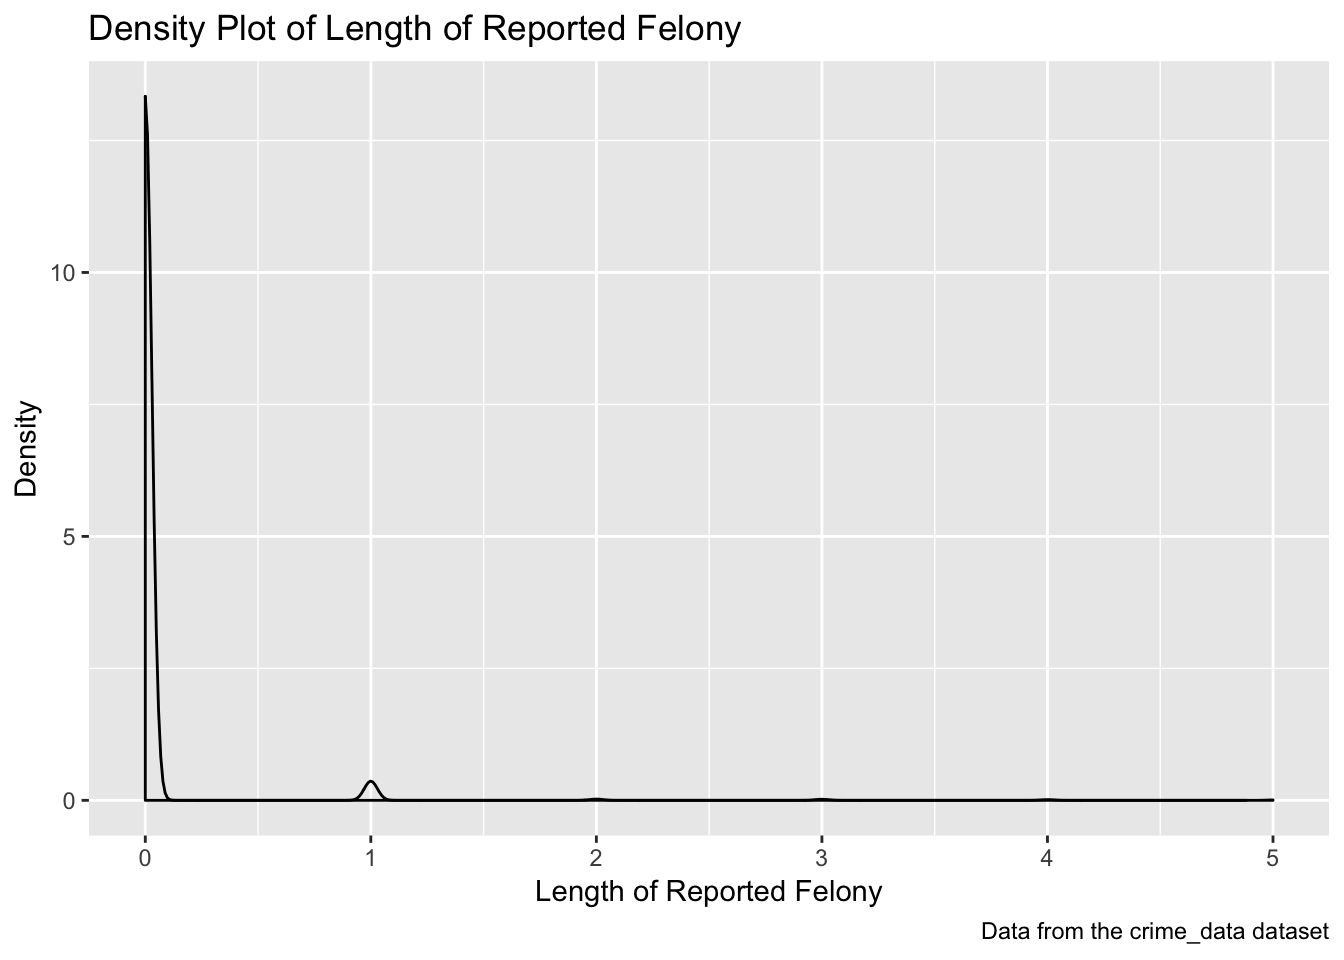 Density Plot of Length of Reported Felony
10
5
0
Density
0 1 2 3 4 5
Length of Reported Felony
Data from the crime_data dataset